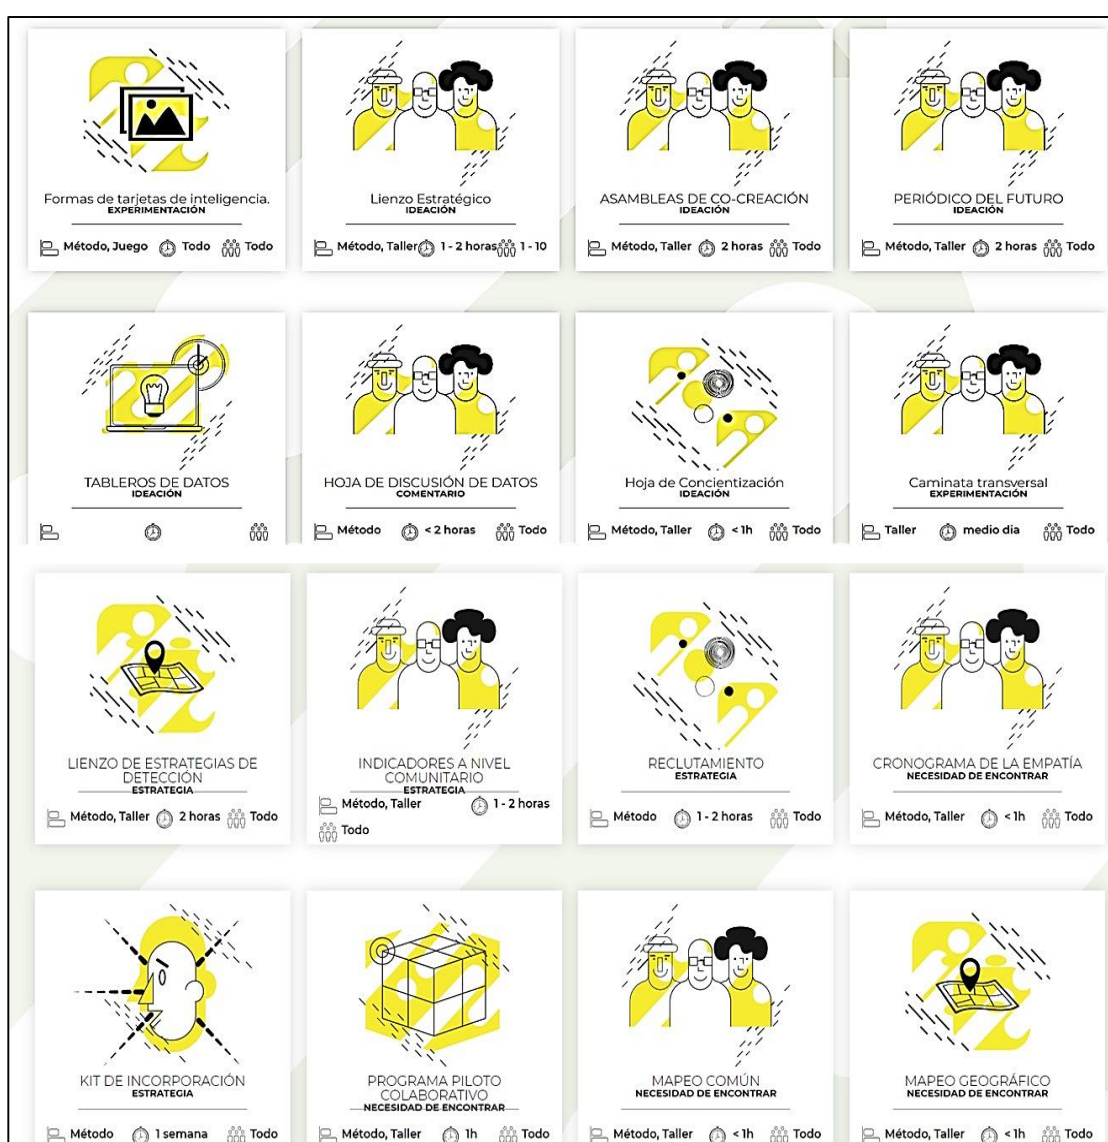 Formas de tarjetas de inteligencia.
EXPERIMENTACIÓN
Método, Juego Todo Todo
Lienzo Estratégico
IDEACIÓN
Método, Taller 1 - 2 horas 1 - 10
ASAMBLEAS DE CO-CREACIÓN
IDEACIÓN
Método, Taller 2 horas Todo
PERIÓDICO DEL FUTURO
IDEACIÓN
Método, Taller 2 horas Todo
TABLEROS DE DATOS
IDEACIÓN
HOJA DE DISCUSIÓN DE DATOS
COMENTARIO
Método < 2 horas Todo
Hoja de Concientización
IDEACIÓN
Método, Taller < 1h Todo
Caminata transversal
EXPERIMENTACIÓN
Taller medio dia Todo
LIENZO DE ESTRATEGIAS DE
DETECCIÓN
ESTRATEGIA
Método, Taller 2 horas Todo
INDICADORES A NIVEL
COMUNITARIO
ESTRATEGIA
Método, Taller 1 - 2 horas
Todo
RECLUTAMIENTO
ESTRATEGIA
Método 1 - 2 horas Todo
CRONOGRAMA DE LA EMPATÍA
NECESIDAD DE ENCONTRAR
Método, Taller < 1h Todo
KIT DE INCORPORACIÓN
ESTRATEGIA
Método 1 semana Todo
PROGRAMA PILOTO
COLABORATIVO
NECESIDAD DE ENCONTRAR
Método, Taller 1h Todo
MAPEO COMÚN
NECESIDAD DE ENCONTRAR
Método, Taller < 1h Todo
MAPEO GEOGRÁFICO
NECESIDAD DE ENCONTRAR
Método, Taller < 1h Todo